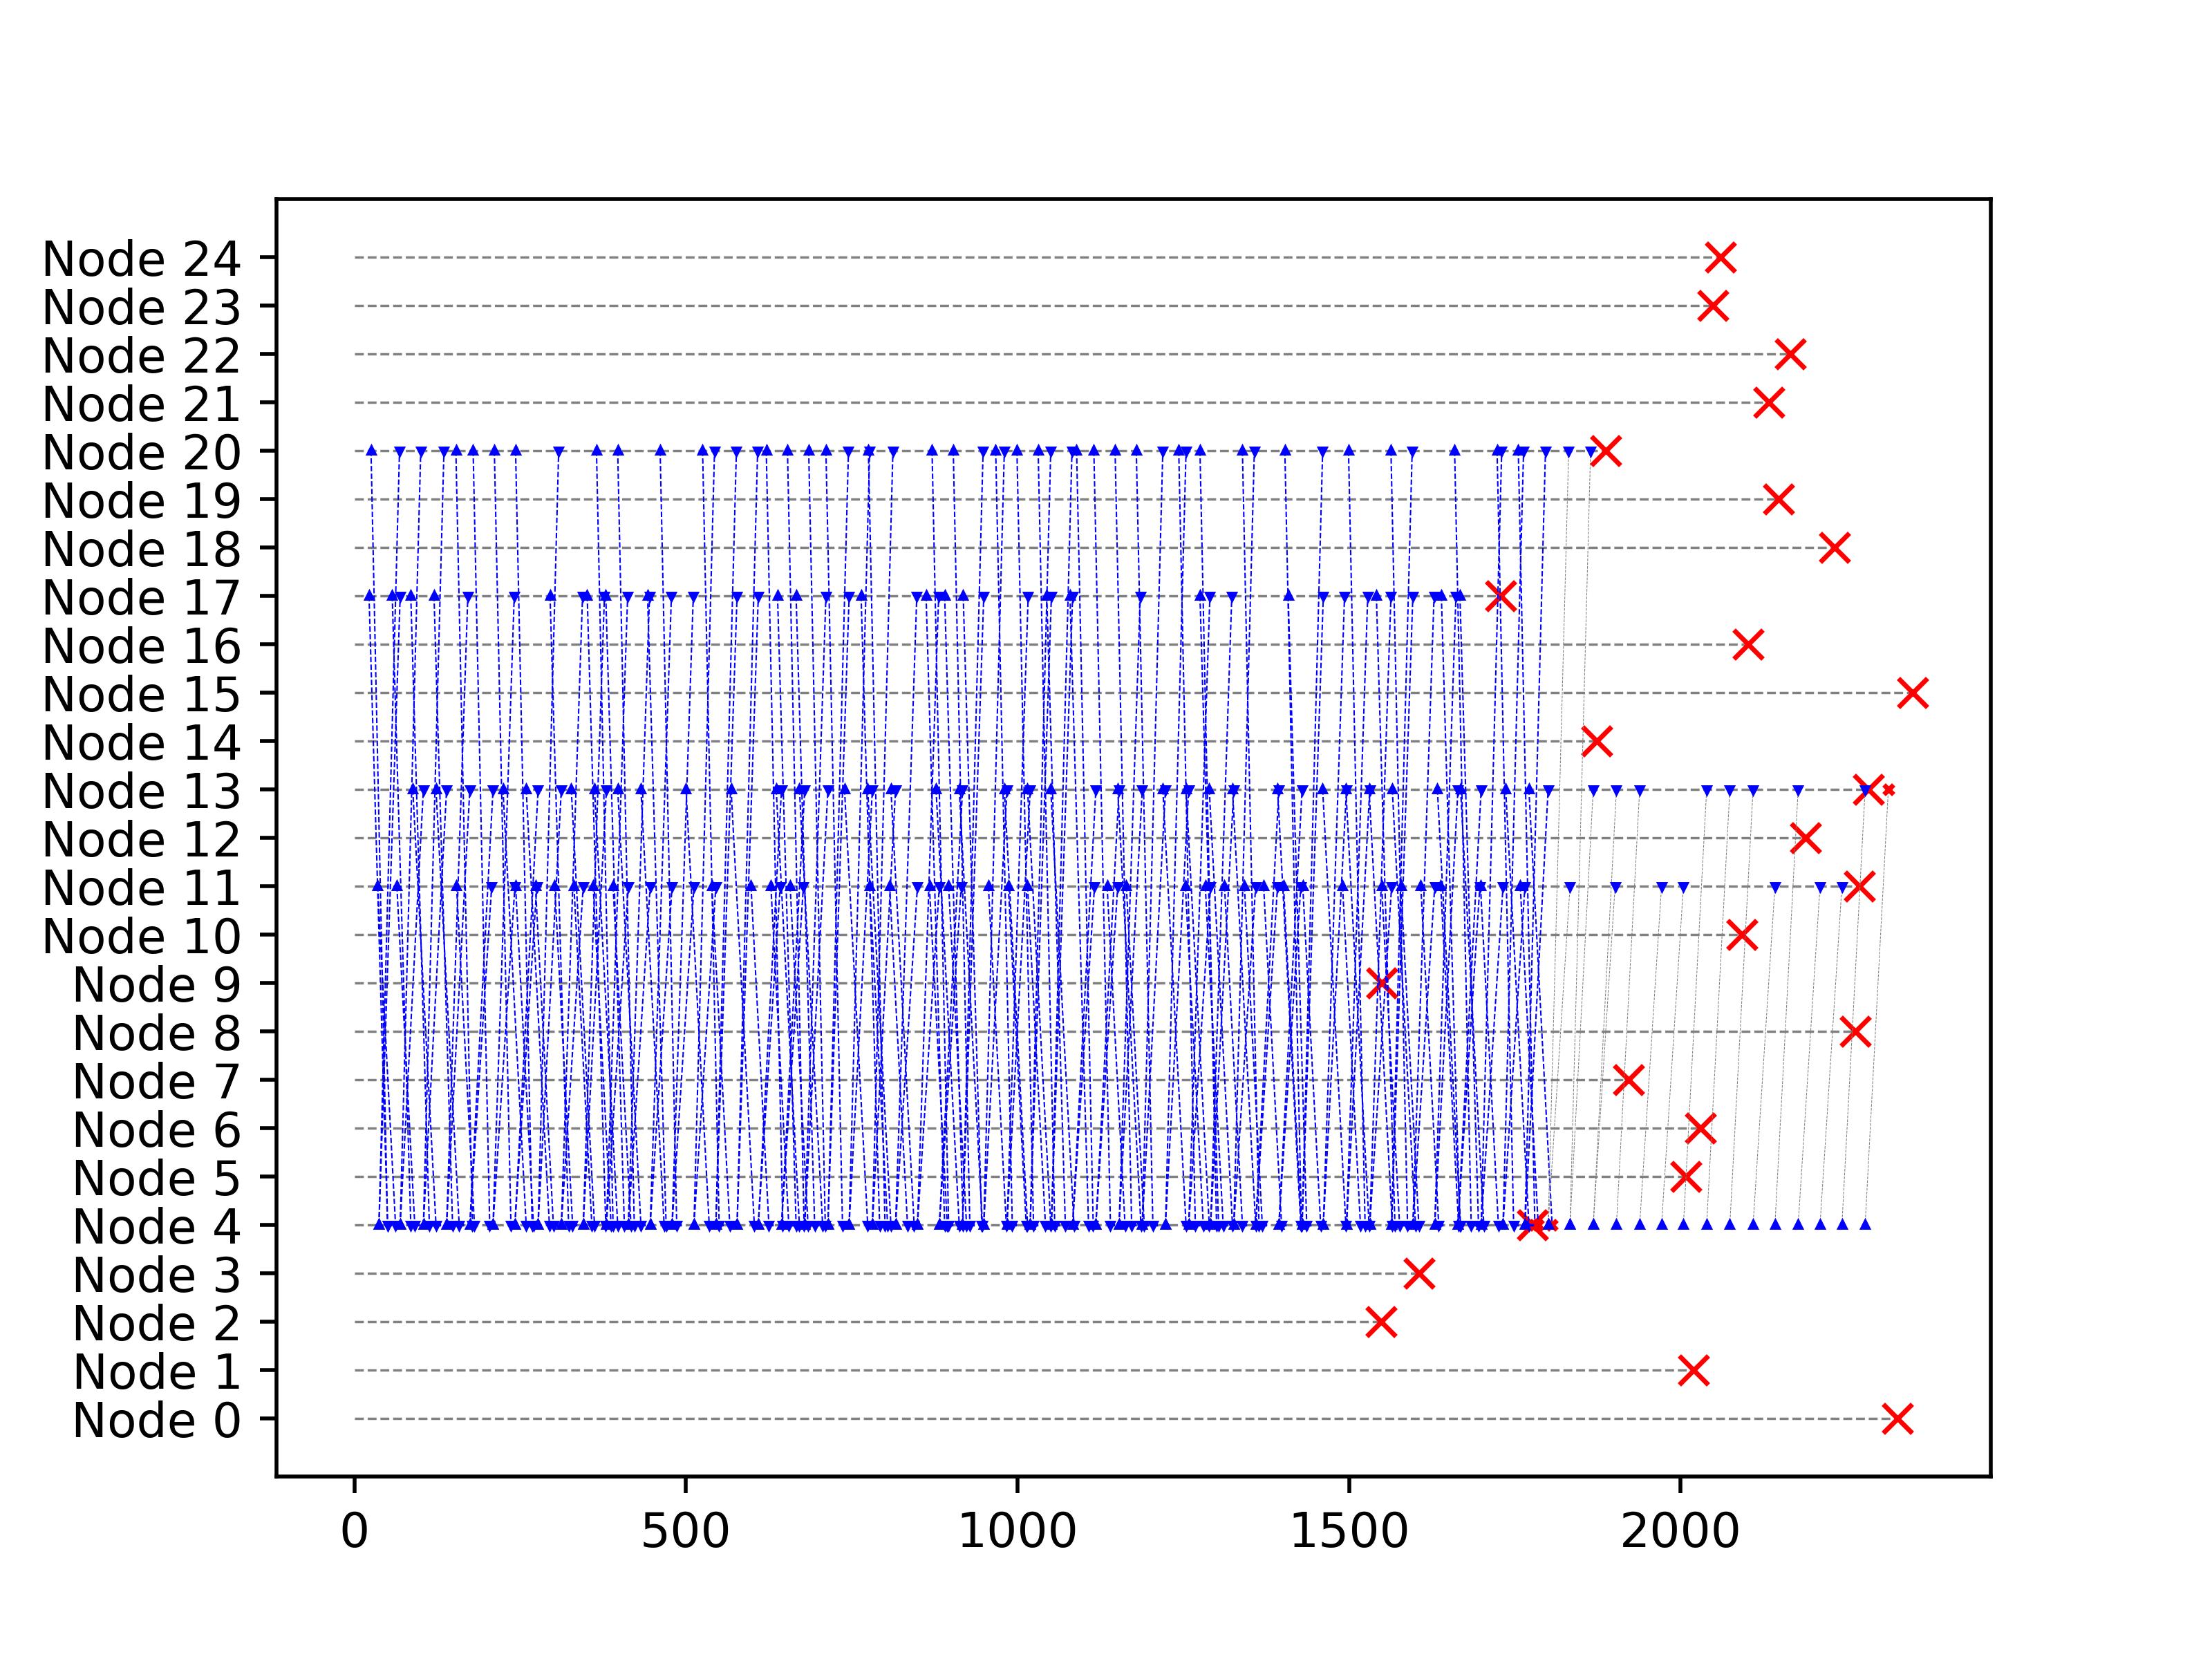 Node 24
Node 23
Node 22
Node 21
Node 20
Node 19
Node 18
Node 17
Node 16
Node 15
Node 14
Node 13
Node 12
Node 11
Node 10
Node 9
Node 8
Node 7
Node 6
Node 5
Node 4
Node 3
Node 2
Node 1
Node 0
0 500 1000 1500 2000